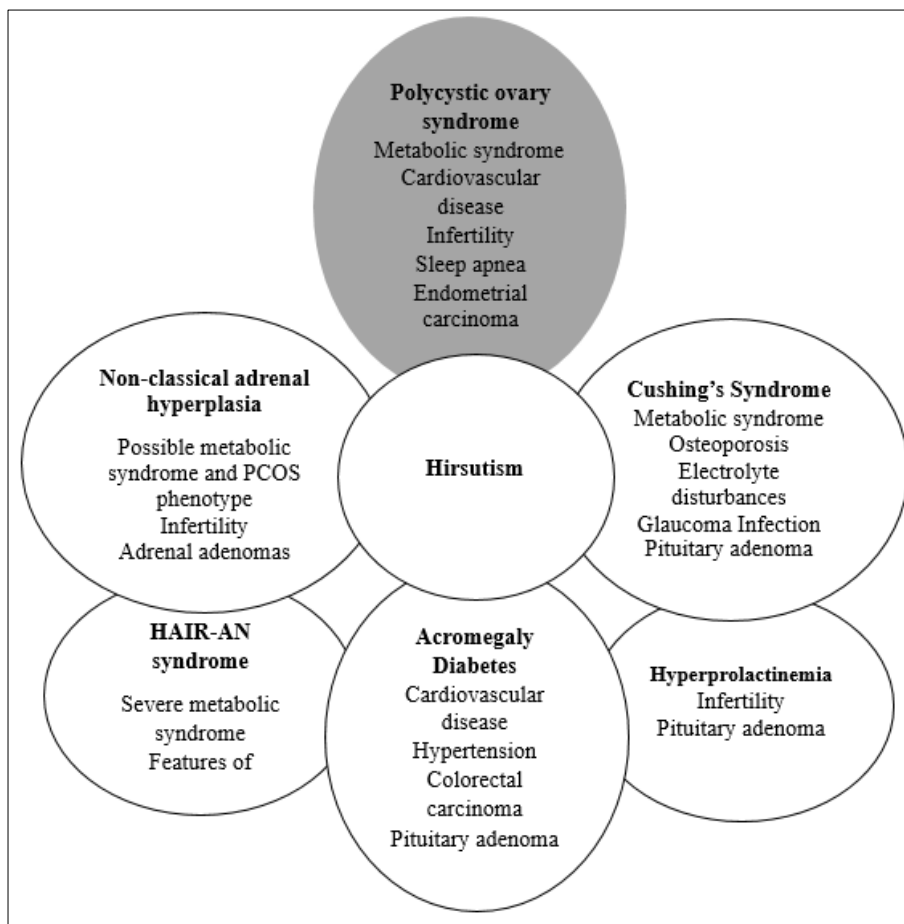 Polycystic ovary
syndrome
Metabolic syndrome
Cardiovascular
disease
Infertility
Sleep apnea
Endometrial
carcinoma
Non-classical adrenal
hyperplasia
Possible metabolic
syndrome and PCOS
phenotype
Infertility
Adrenal adenomas
Hirsutism
Cushing’s Syndrome
Metabolic syndrome
Osteoporosis
Electrolyte
disturbances
Glaucoma Infection
Pituitary adenoma
HAIR-AN
syndrome
Severe metabolic
syndrome
Features of
Acromegaly
Diabetes
Cardiovascular
disease
Hypertension
Colorectal
carcinoma
Pituitary adenoma
Hyperprolactinemia
Infertility
Pituitary adenoma